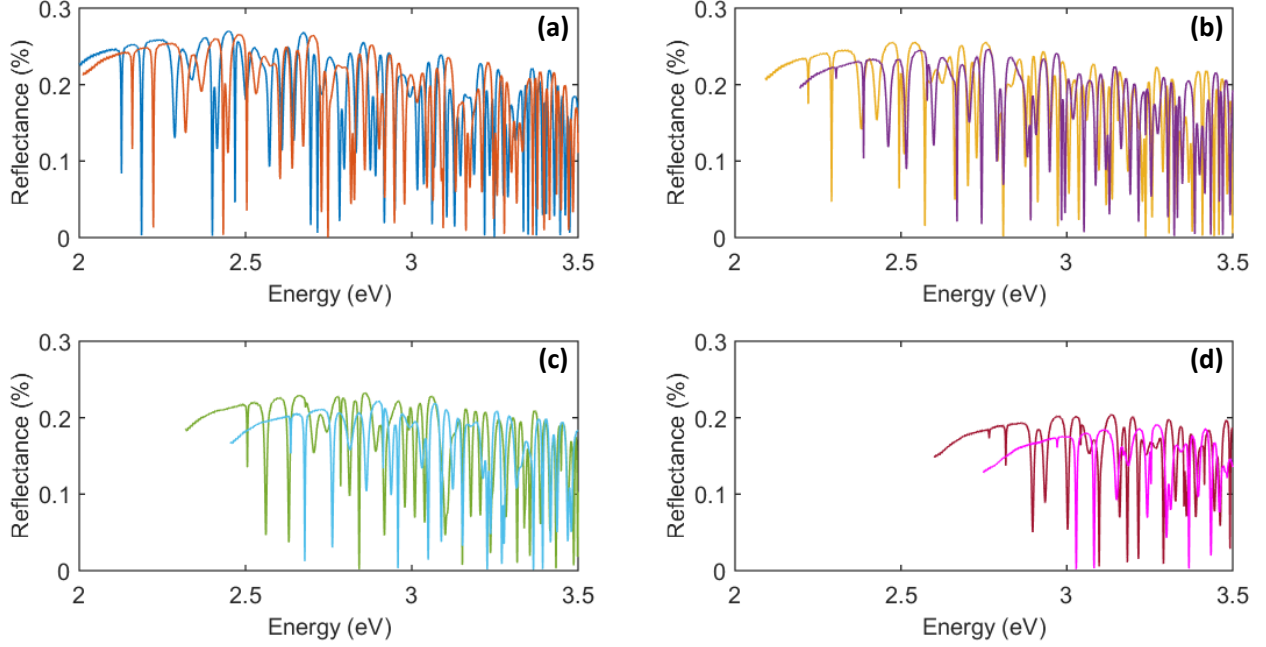 (a)
0.3
0.2
0.1
0
Reflectance (%)
2
2.5
3
3.5
Energy (eV)
(b)
0.3
0.2
0.1
0
Reflectance (%)
2
2.5
3
3.5
Energy (eV)
(c)
0.3
0.2
0.1
0
Reflectance (%)
2
2.5
3
3.5
Energy (eV)
(d)
0.3
0.2
0.1
0
Reflectance (%)
2
2.5
3
3.5
Energy (eV)